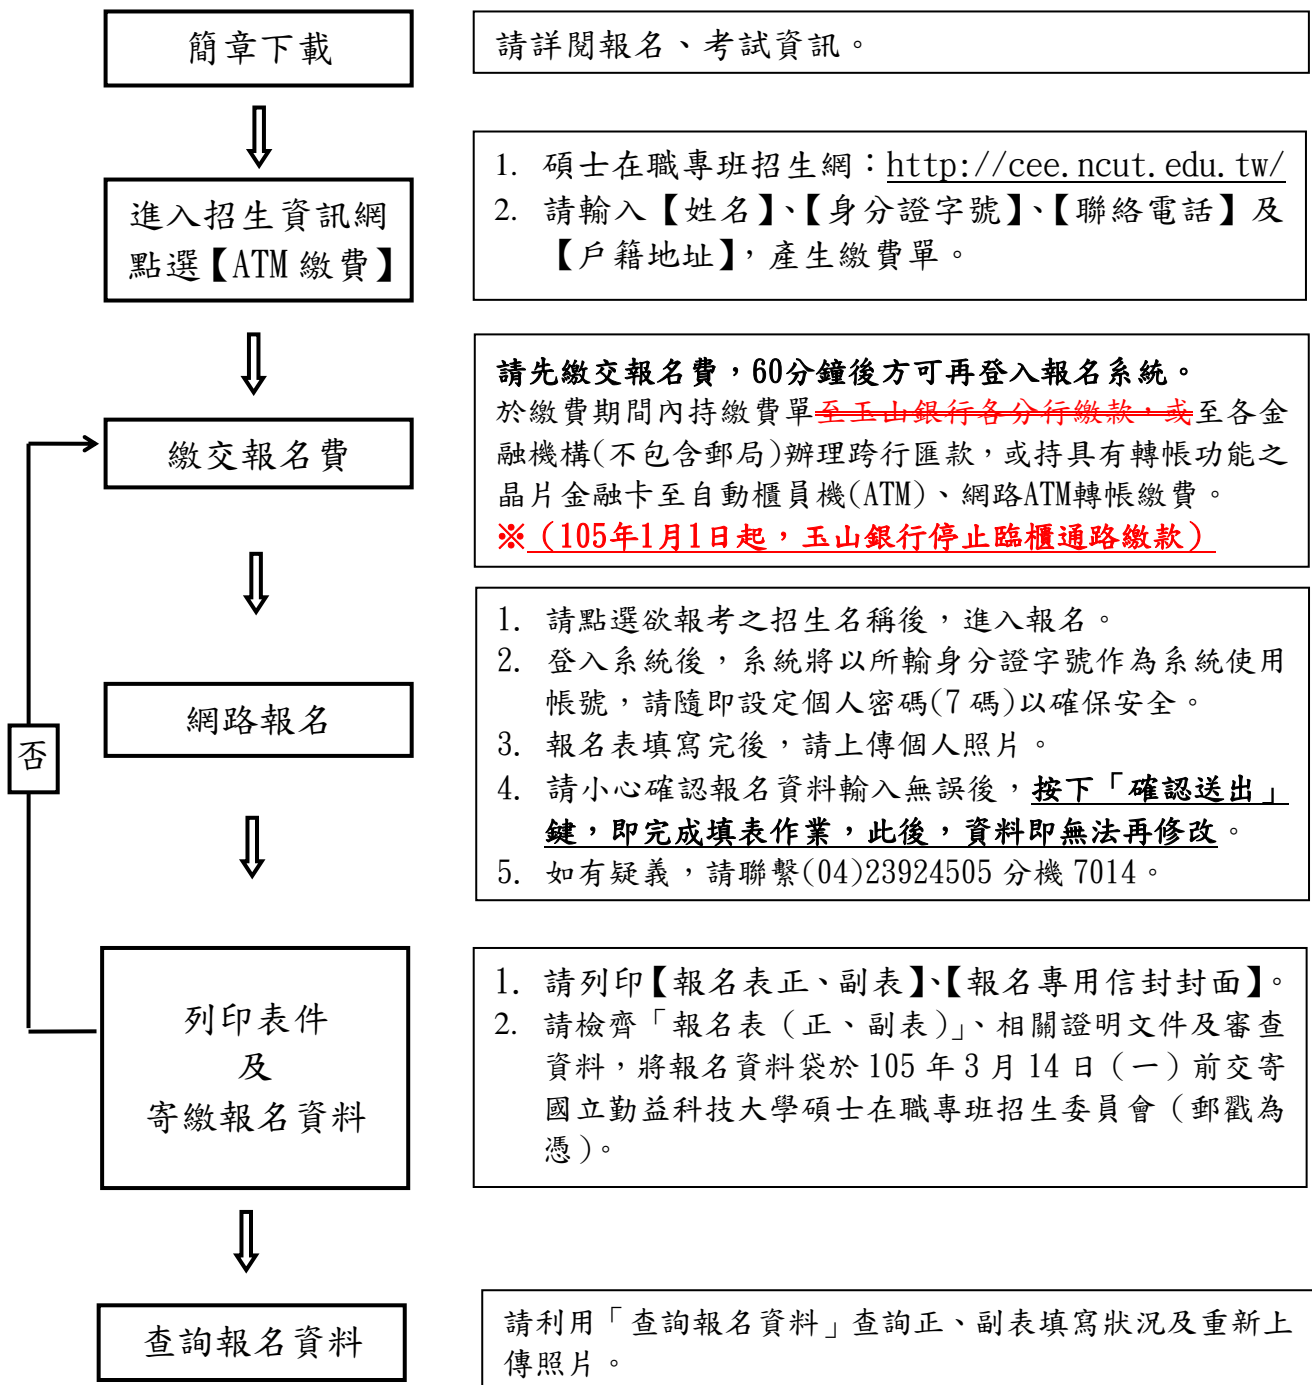 簡章下載
請詳閱報名、考試資訊。
進入招生資訊網
點選【ATM 繳費】
1. 碩士在職專班招生網：http://cee.ncut.edu.tw/
2. 請輸入【姓名】、【身分證字號】、【聯絡電話】及
【戶籍地址】，產生繳費單。
繳交報名費
請先繳交報名費，60分鐘後方可再登入報名系統。
於繳費期間內持繳費單至玉山銀行各分行繳款，或至各金
融機構(不包含郵局)辦理跨行匯款，或持具有轉帳功能之
晶片金融卡至自動櫃員機(ATM)、網路ATM轉帳繳費。
※（105年1月1日起，玉山銀行停止臨櫃通路繳款）
網路報名
否
1. 請點選欲報考之招生名稱後，進入報名。
2. 登入系統後，系統將以所輸身分證字號作為系統使用
帳號，請隨即設定個人密碼(7 碼)以確保安全。
3. 報名表填寫完後，請上傳個人照片。
4. 請小心確認報名資料輸入無誤後，按下「確認送出」
鍵，即完成填表作業，此後，資料即無法再修改。
5. 如有疑義，請聯繫(04)23924505 分機 7014。
列印表件
及
寄繳報名資料
1. 請列印【報名表正、副表】、【報名專用信封封面】。
2. 請檢齊「報名表（正、副表）」、相關證明文件及審查
資料，將報名資料袋於 105 年 3 月 14 日（一）前交寄
國立勤益科技大學碩士在職專班招生委員會（郵戳為
憑）。
查詢報名資料
請利用「查詢報名資料」查詢正、副表填寫狀況及重新上
傳照片。